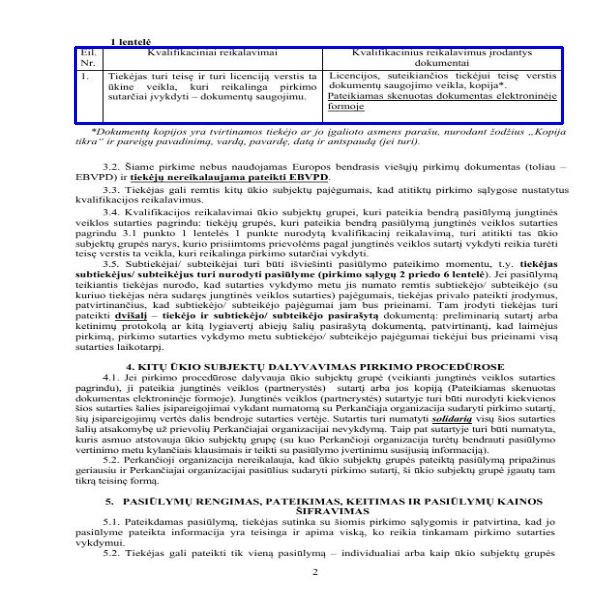 1 lentelė
Eil. Nr.
Kvalifikaciniai reikalavimai
Kvalifikacinius reikalavimus įrodantys
dokumentai
1.
Tiekėjas turi teisę ir turi licenciją verstis ta
ūkine veikla, kuri reikalinga pirkimo
sutarčiai įvykdyti – dokumentų saugojimu.
Licencijos, suteikiančios tiekėjui teisę verstis
dokumentų saugojimo veikla, kopija*.
Pateikiamas skenuotas dokumentas elektroninėje
formoje
*Dokumentų kopijos yra tvirtinamos tiekėjo ar jo įgalioto asmens parašu, nurodant žodžius „Kopija
tikra“ ir pareigų pavadinimą, vardą, pavardę, datą ir antspaudą (jei turi).
3.2. Šiame pirkime nebus naudojamas Europos bendrasis viešųjų pirkimų dokumentas (toliau –
EBVPD) ir tiekėjų nereikalaujama pateikti EBVPD.
3.3. Tiekėjas gali remtis kitų ūkio subjektų pajėgumais, kad atitiktų pirkimo sąlygose nustatytus
kvalifikacijos reikalavimus.
3.4. Kvalifikacijos reikalavimai ūkio subjektų grupei, kuri pateikia bendrą pasiūlymą jungtinės
veiklos sutarties pagrindu: tiekėjų grupės, kuri pateikia bendrą pasiūlymą jungtinės veiklos sutarties
pagrindu 3.1 punkto 1 lentelės 1 punkte nurodytą kvalifikacinį reikalavimą, turi atitikti tas ūkio
subjektų grupės narys, kurio prisiimtoms prievolėms pagal jungtinės veiklos sutartį vykdyti reikia turėti
teisę verstis ta veikla, kuri reikalinga pirkimo sutarčiai vykdyti.
3.5. Subtiekėjai/ subteikėjai turi būti išviešinti pasiūlymo pateikimo momentu, t.y. tiekėjas
subtiekėjus/ subteikėjus turi nurodyti pasiūlyme (pirkimo sąlygų 2 priedo 6 lentelė). Jei pasiūlymą
teikiantis tiekėjas nurodo, kad sutarties vykdymo metu jis numato remtis subtiekėjo/ subteikėjo (su
kuriuo tiekėjas nėra sudaręs jungtinės veiklos sutarties) pajėgumais, tiekėjas privalo pateikti įrodymus,
patvirtinančius, kad subtiekėjo/ subteikėjo pajėgumai jam bus prieinami. Tam įrodyti tiekėjas turi
pateikti dvišalį – tiekėjo ir subtiekėjo/ subteikėjo pasirašytą dokumentą: preliminarią sutartį arba
ketinimų protokolą ar kitą lygiavertį abiejų šalių pasirašytą dokumentą, patvirtinantį, kad laimėjus
pirkimą, pirkimo sutarties vykdymo metu subtiekėjo/ subteikėjo pajėgumai tiekėjui bus prieinami visą
sutarties laikotarpį.
4. KITŲ ŪKIO SUBJEKTŲ DALYVAVIMAS PIRKIMO PROCEDŪROSE
4.1. Jei pirkimo procedūrose dalyvauja ūkio subjektų grupė (veikianti jungtinės veiklos sutarties
pagrindu), ji pateikia jungtinės veiklos (partnerystės) sutartį arba jos kopiją (Pateikiamas skenuotas
dokumentas elektroninėje formoje). Jungtinės veiklos (partnerystės) sutartyje turi būti nurodyti kiekvienos
šios sutarties šalies įsipareigojimai vykdant numatomą su Perkančiąja organizacija sudaryti pirkimo sutartį,
šių įsipareigojimų vertės dalis bendroje sutarties vertėje. Sutartis turi numatyti solidarią visų šios sutarties
šalių atsakomybę už prievolių Perkančiajai organizacijai nevykdymą. Taip pat sutartyje turi būti numatyta,
kuris asmuo atstovauja ūkio subjektų grupę (su kuo Perkančioji organizacija turėtų bendrauti pasiūlymo
vertinimo metu kylančiais klausimais ir teikti su pasiūlymo įvertinimu susijusią informaciją).
5.2. Perkančioji organizacija nereikalauja, kad ūkio subjektų grupės pateiktą pasiūlymą pripažinus
geriausiu ir Perkančiajai organizacijai pasiūlius sudaryti pirkimo sutartį, ši ūkio subjektų grupė įgautų tam
tikrą teisinę formą.
5. PASIŪLYMŲ RENGIMAS, PATEIKIMAS, KEITIMAS IR PASIŪLYMŲ KAINOS
ŠIFRAVIMAS
5.1. Pateikdamas pasiūlymą, tiekėjas sutinka su šiomis pirkimo sąlygomis ir patvirtina, kad jo
pasiūlyme pateikta informacija yra teisinga ir apima viską, ko reikia tinkamam pirkimo sutarties
vykdymui.
5.2. Tiekėjas gali pateikti tik vieną pasiūlymą – individualiai arba kaip ūkio subjektų grupės
2